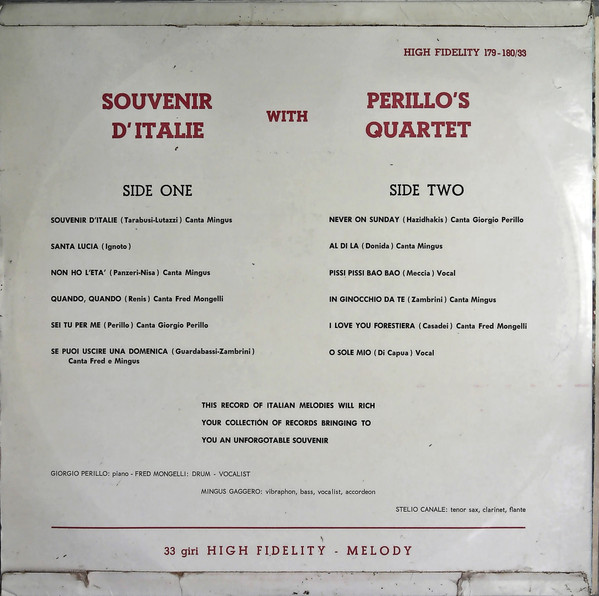 HIGH FIDELITY 179-180/33
SOUVENIR D'ITALIE
WITH
PERILLO'S QUARTET
SIDE ONE
SOUVENIR D'ITALIE (Tarabusi-Lutazzi) Canta Mingus
SANTA LUCIA (Ignoto)
NON HO L'ETA' (Panzeri-Nisa) Canta Mingus
QUANDO, QUANDO (Renis) Canta Fred Mongelli
SEI TU PER ME (Perillo) Canta Giorgio Perillo
SE PUOI USCIRE UNA DOMENICA (Guardabassi-Zambrini)
Canta Fred e Mingus
SIDE TWO
NEVER ON SUNDAY (Hazidhakis) Canta Giorgio Perillo
AL DI LA (Donida) Canta Mingus
PISSI PISSI BAO BAO (Meccia) Vocal
IN GINOCCHIO DA TE (Zambrini) Canta Mingus
I LOVE YOU FORESTIERA (Casadei) Canta Fred Mongelli
O SOLE MIO (Di Capua) Vocal
THIS RECORD OF ITALIAN MELODIES WILL RICH
YOUR COLLECTION OF RECORDS BRINGING TO
YOU AN UNFORGOTABLE SOUVENIR
GIORGIO PERILLO: piano - FRED MONGELLI: DRUM - VOCALIST
MINGUS GAGGERO: vibraphon, bass, vocalist, accordeon
STELIO CANALE: tenor sax, clarinet, flante
33 giri HIGH FIDELITY - MELODY